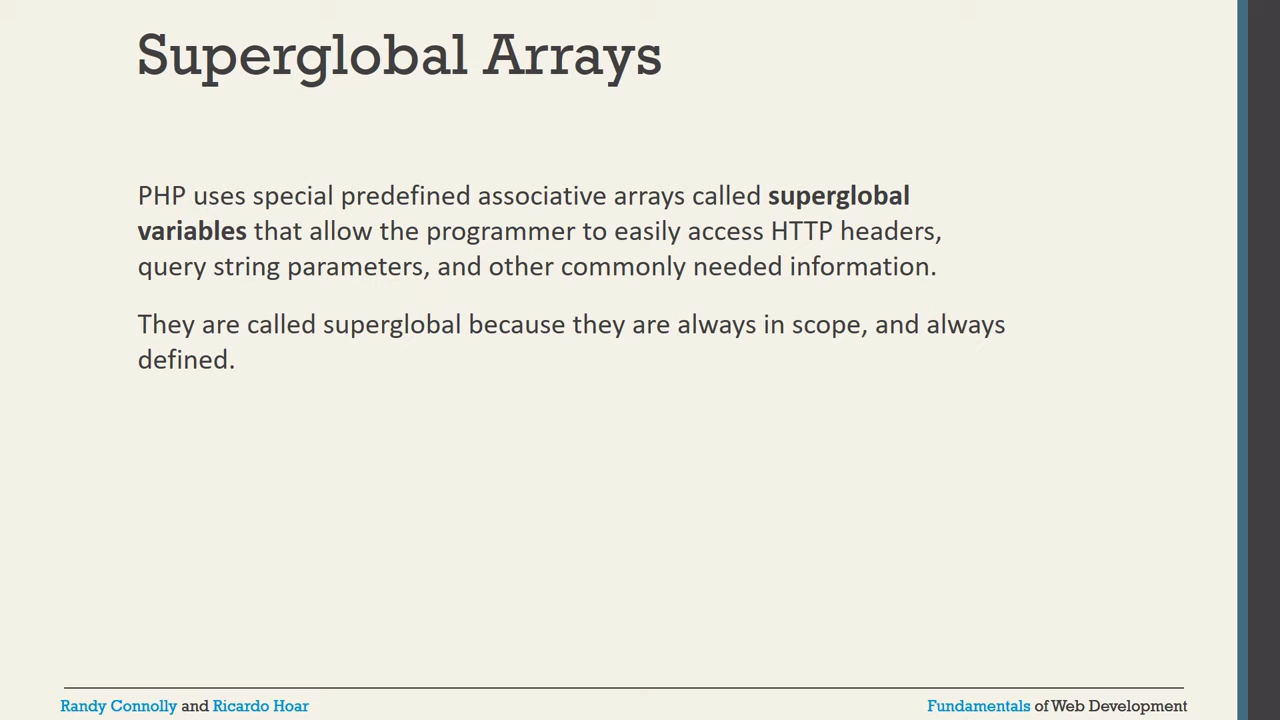 Superglobal Arrays
PHP uses special predefined associative arrays called superglobal
variables that allow the programmer to easily access HTTP headers,
query string parameters, and other commonly needed information.
They are called superglobal because they are always in scope, and always
defined.
Randy Connolly and Ricardo Hoar
Fundamentals of Web Development